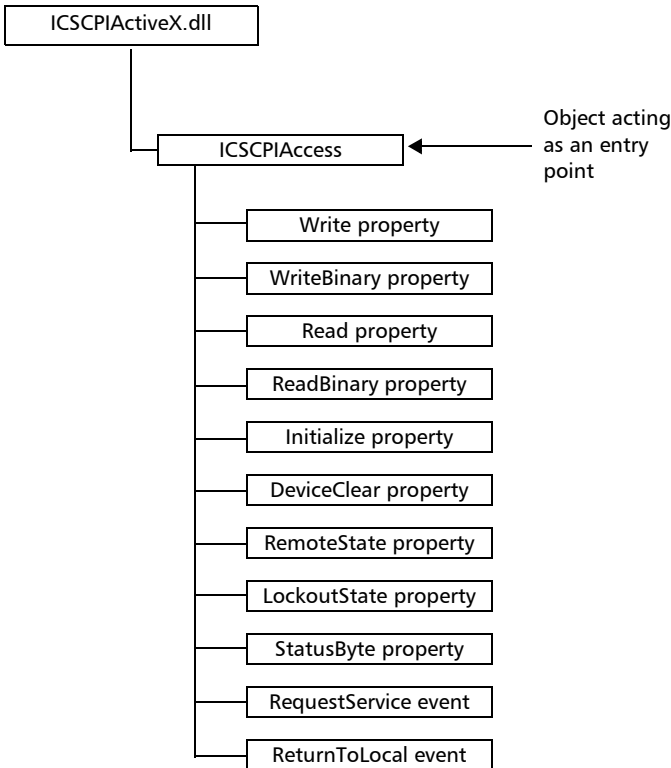 ICSCPIActiveX.dll
ICSCPIAccess
Object acting
as an entry
point
Write property
WriteBinary property
Read property
ReadBinary property
Initialize property
DeviceClear property
RemoteState property
LockoutState property
StatusByte property
RequestService event
ReturnToLocal event